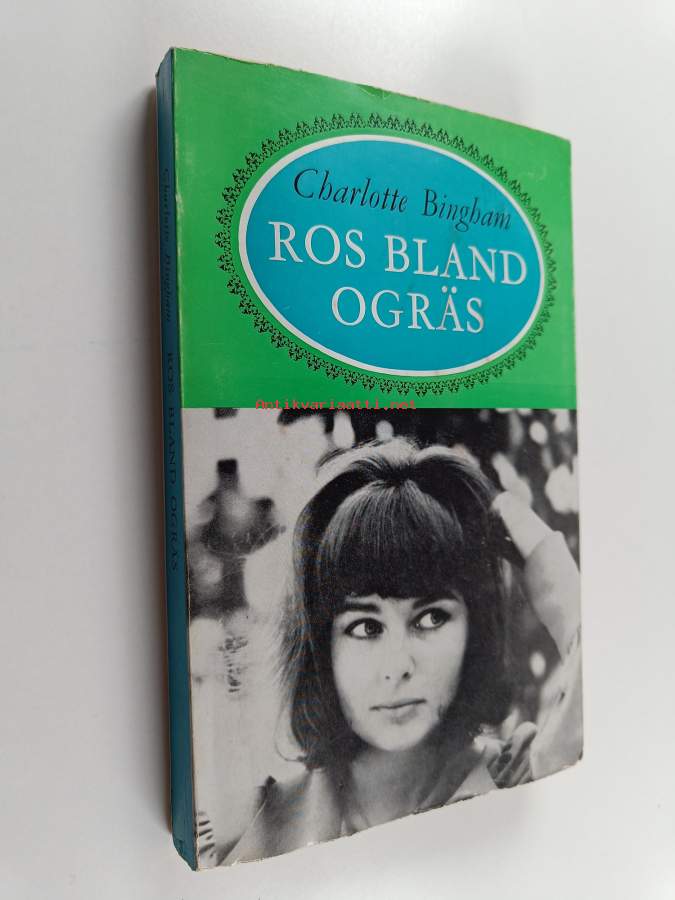 Charlotte Bingham
ROS BLAND
OGRÄS
Antikvariaatti.net
Charlotte Bingham ROS BLAND OGRÄS